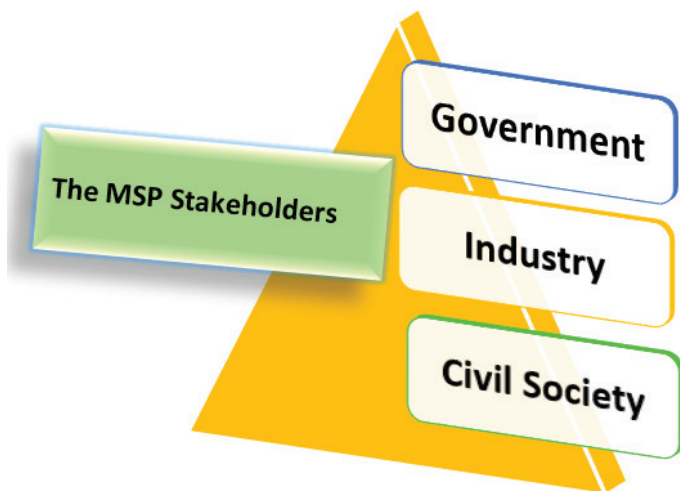 Government
The MSP Stakeholders
Industry
Civil Society